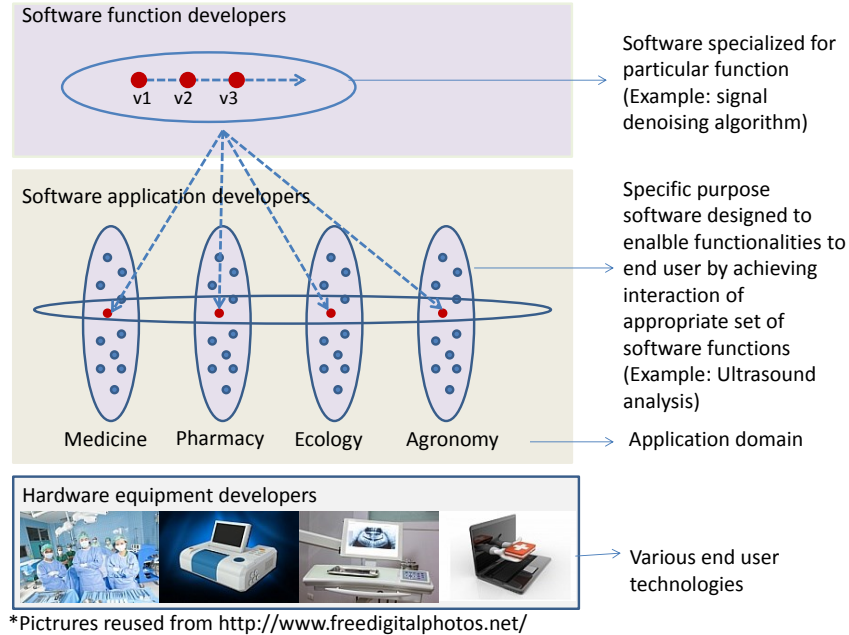 Software function developers
v1 v2 v3
Software specialized for
particular function
(Example: signal
denoising algorithm)
Software application developers
Specific purpose
software designed to
enalble functionalities to
end user by achieving
interaction of
appropriate set of
software functions
(Example: Ultrasound
analysis)
Medicine Pharmacy Ecology Agronomy
Application domain
Hardware equipment developers
Various end user
technologies
*Pictrures reused from http://www.freedigitalphotos.net/